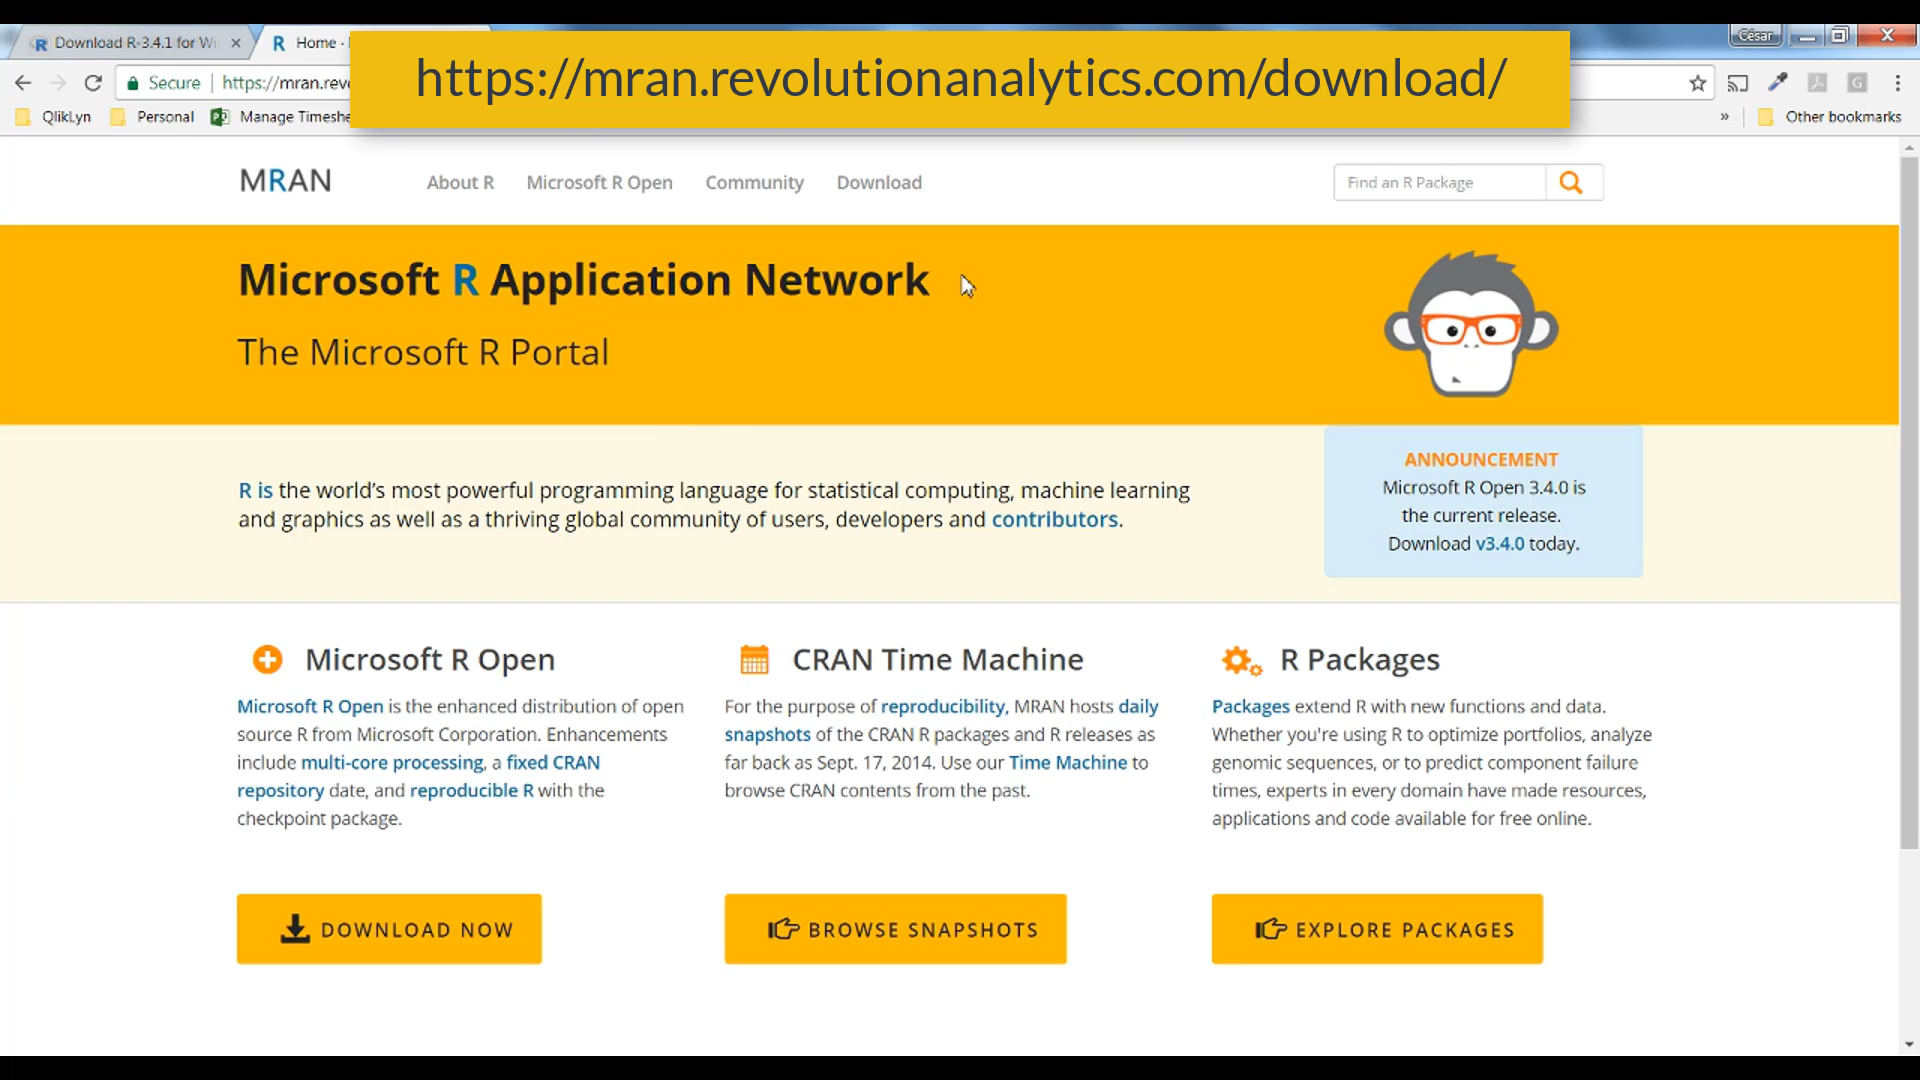 Download R-3.4.1 for Wi
Home -
César
https://mran.revolutionanalytics.com/download/
Secure
https://mran.rev
QlikLyn
Personal
Manage Timeshe
»
Other bookmarks
MRAN
About R
Microsoft R Open
Community
Download
Find an R Package
Microsoft R Application Network
The Microsoft R Portal
R is the world's most powerful programming language for statistical computing, machine learning
and graphics as well as a thriving global community of users, developers and contributors.
ANNOUNCEMENT
Microsoft R Open 3.4.0 is
the current release.
Download v3.4.0 today.
Microsoft R Open
Microsoft R Open is the enhanced distribution of open
source R from Microsoft Corporation. Enhancements
include multi-core processing, a fixed CRAN
repository date, and reproducible R with the
checkpoint package.
DOWNLOAD NOW
CRAN Time Machine
For the purpose of reproducibility, MRAN hosts daily
snapshots of the CRAN R packages and R releases as
far back as Sept. 17, 2014. Use our Time Machine to
browse CRAN contents from the past.
BROWSE SNAPSHOTS
R Packages
Packages extend R with new functions and data.
Whether you're using R to optimize portfolios, analyze
genomic sequences, or to predict component failure
times, experts in every domain have made resources,
applications and code available for free online.
EXPLORE PACKAGES